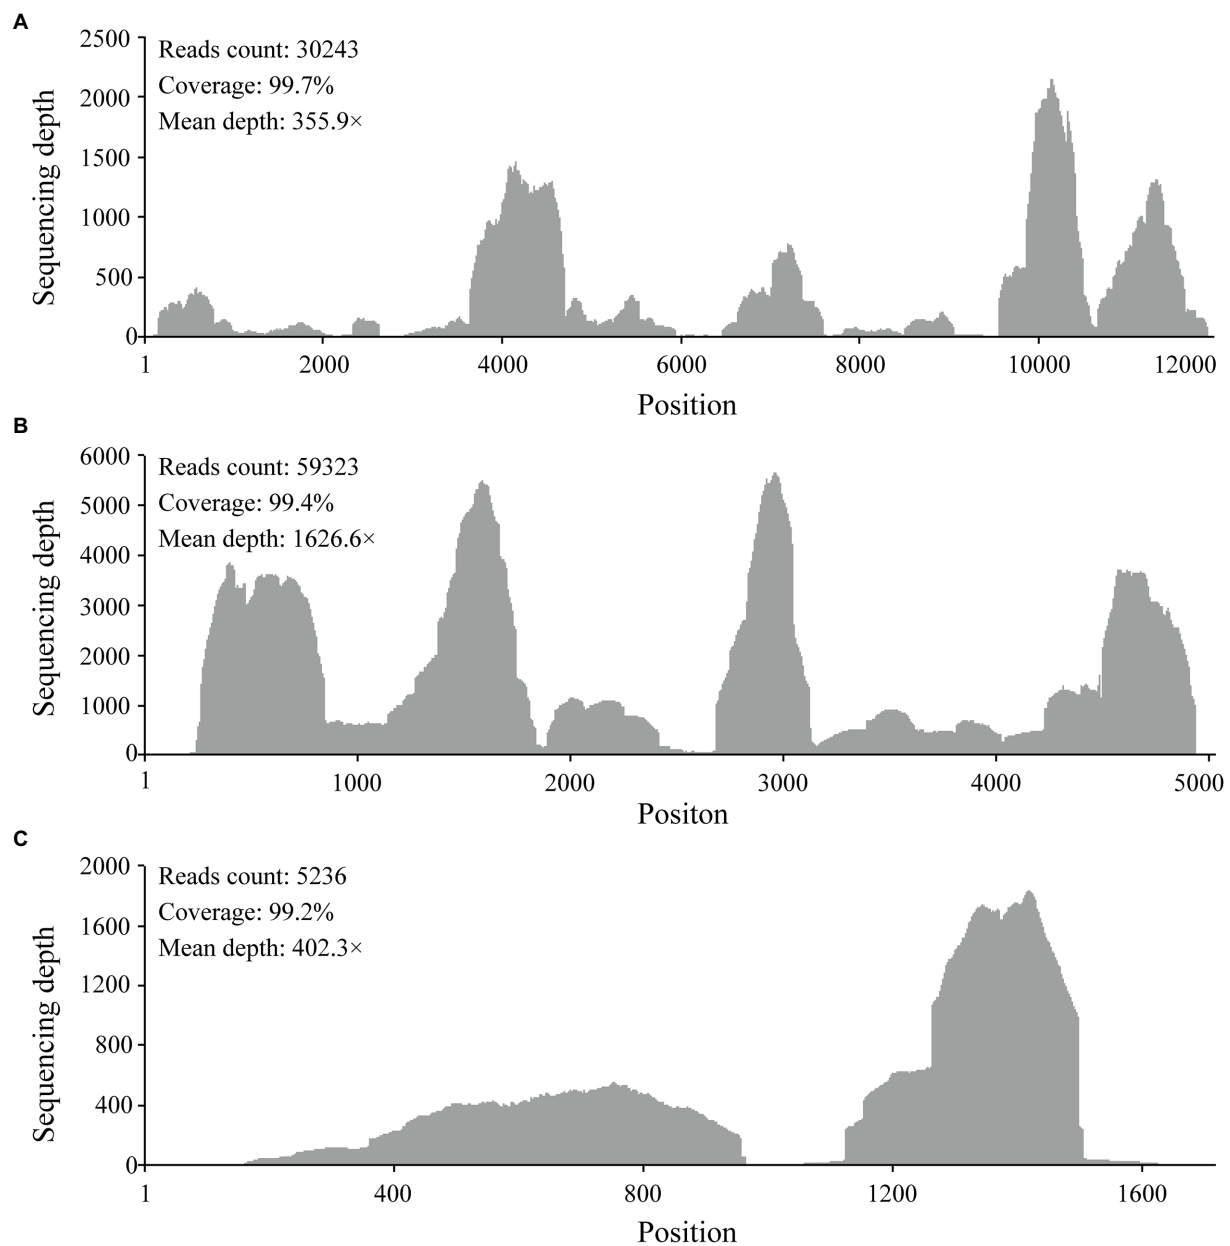 A
2500
2000
1500
1000
500
0
Sequencing depth
Reads count: 30243
Coverage: 99.7%
Mean depth: 355.9×
1 2000 4000 6000 8000 10000 12000
Position
B
6000
5000
4000
3000
2000
1000
0
Sequencing depth
Reads count: 59323
Coverage: 99.4%
Mean depth: 1626.6×
1 1000 2000 3000 4000 5000
Positon
C
2000
1600
1200
800
400
0
Sequencing depth
Reads count: 5236
Coverage: 99.2%
Mean depth: 402.3×
1 400 800 1200 1600
Position